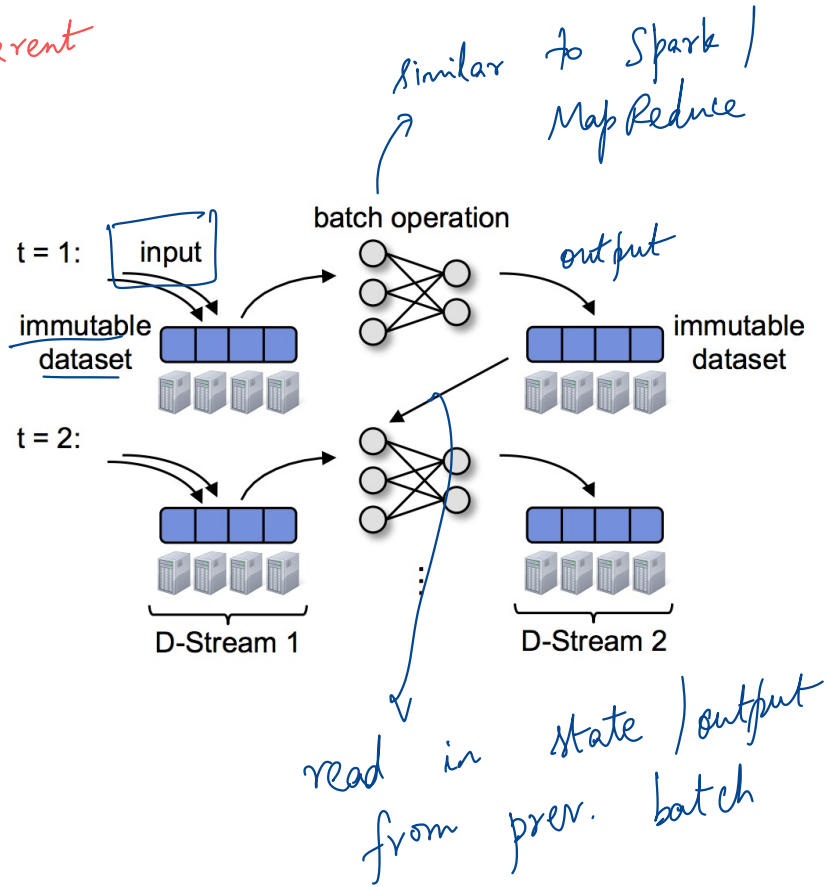 similar to Spark /
MapReduce
batch operation
t = 1:
input
output
immutable
dataset
immutable
dataset
t = 2:
⋮
D-Stream 1
D-Stream 2
read in state / output
from prev. batch